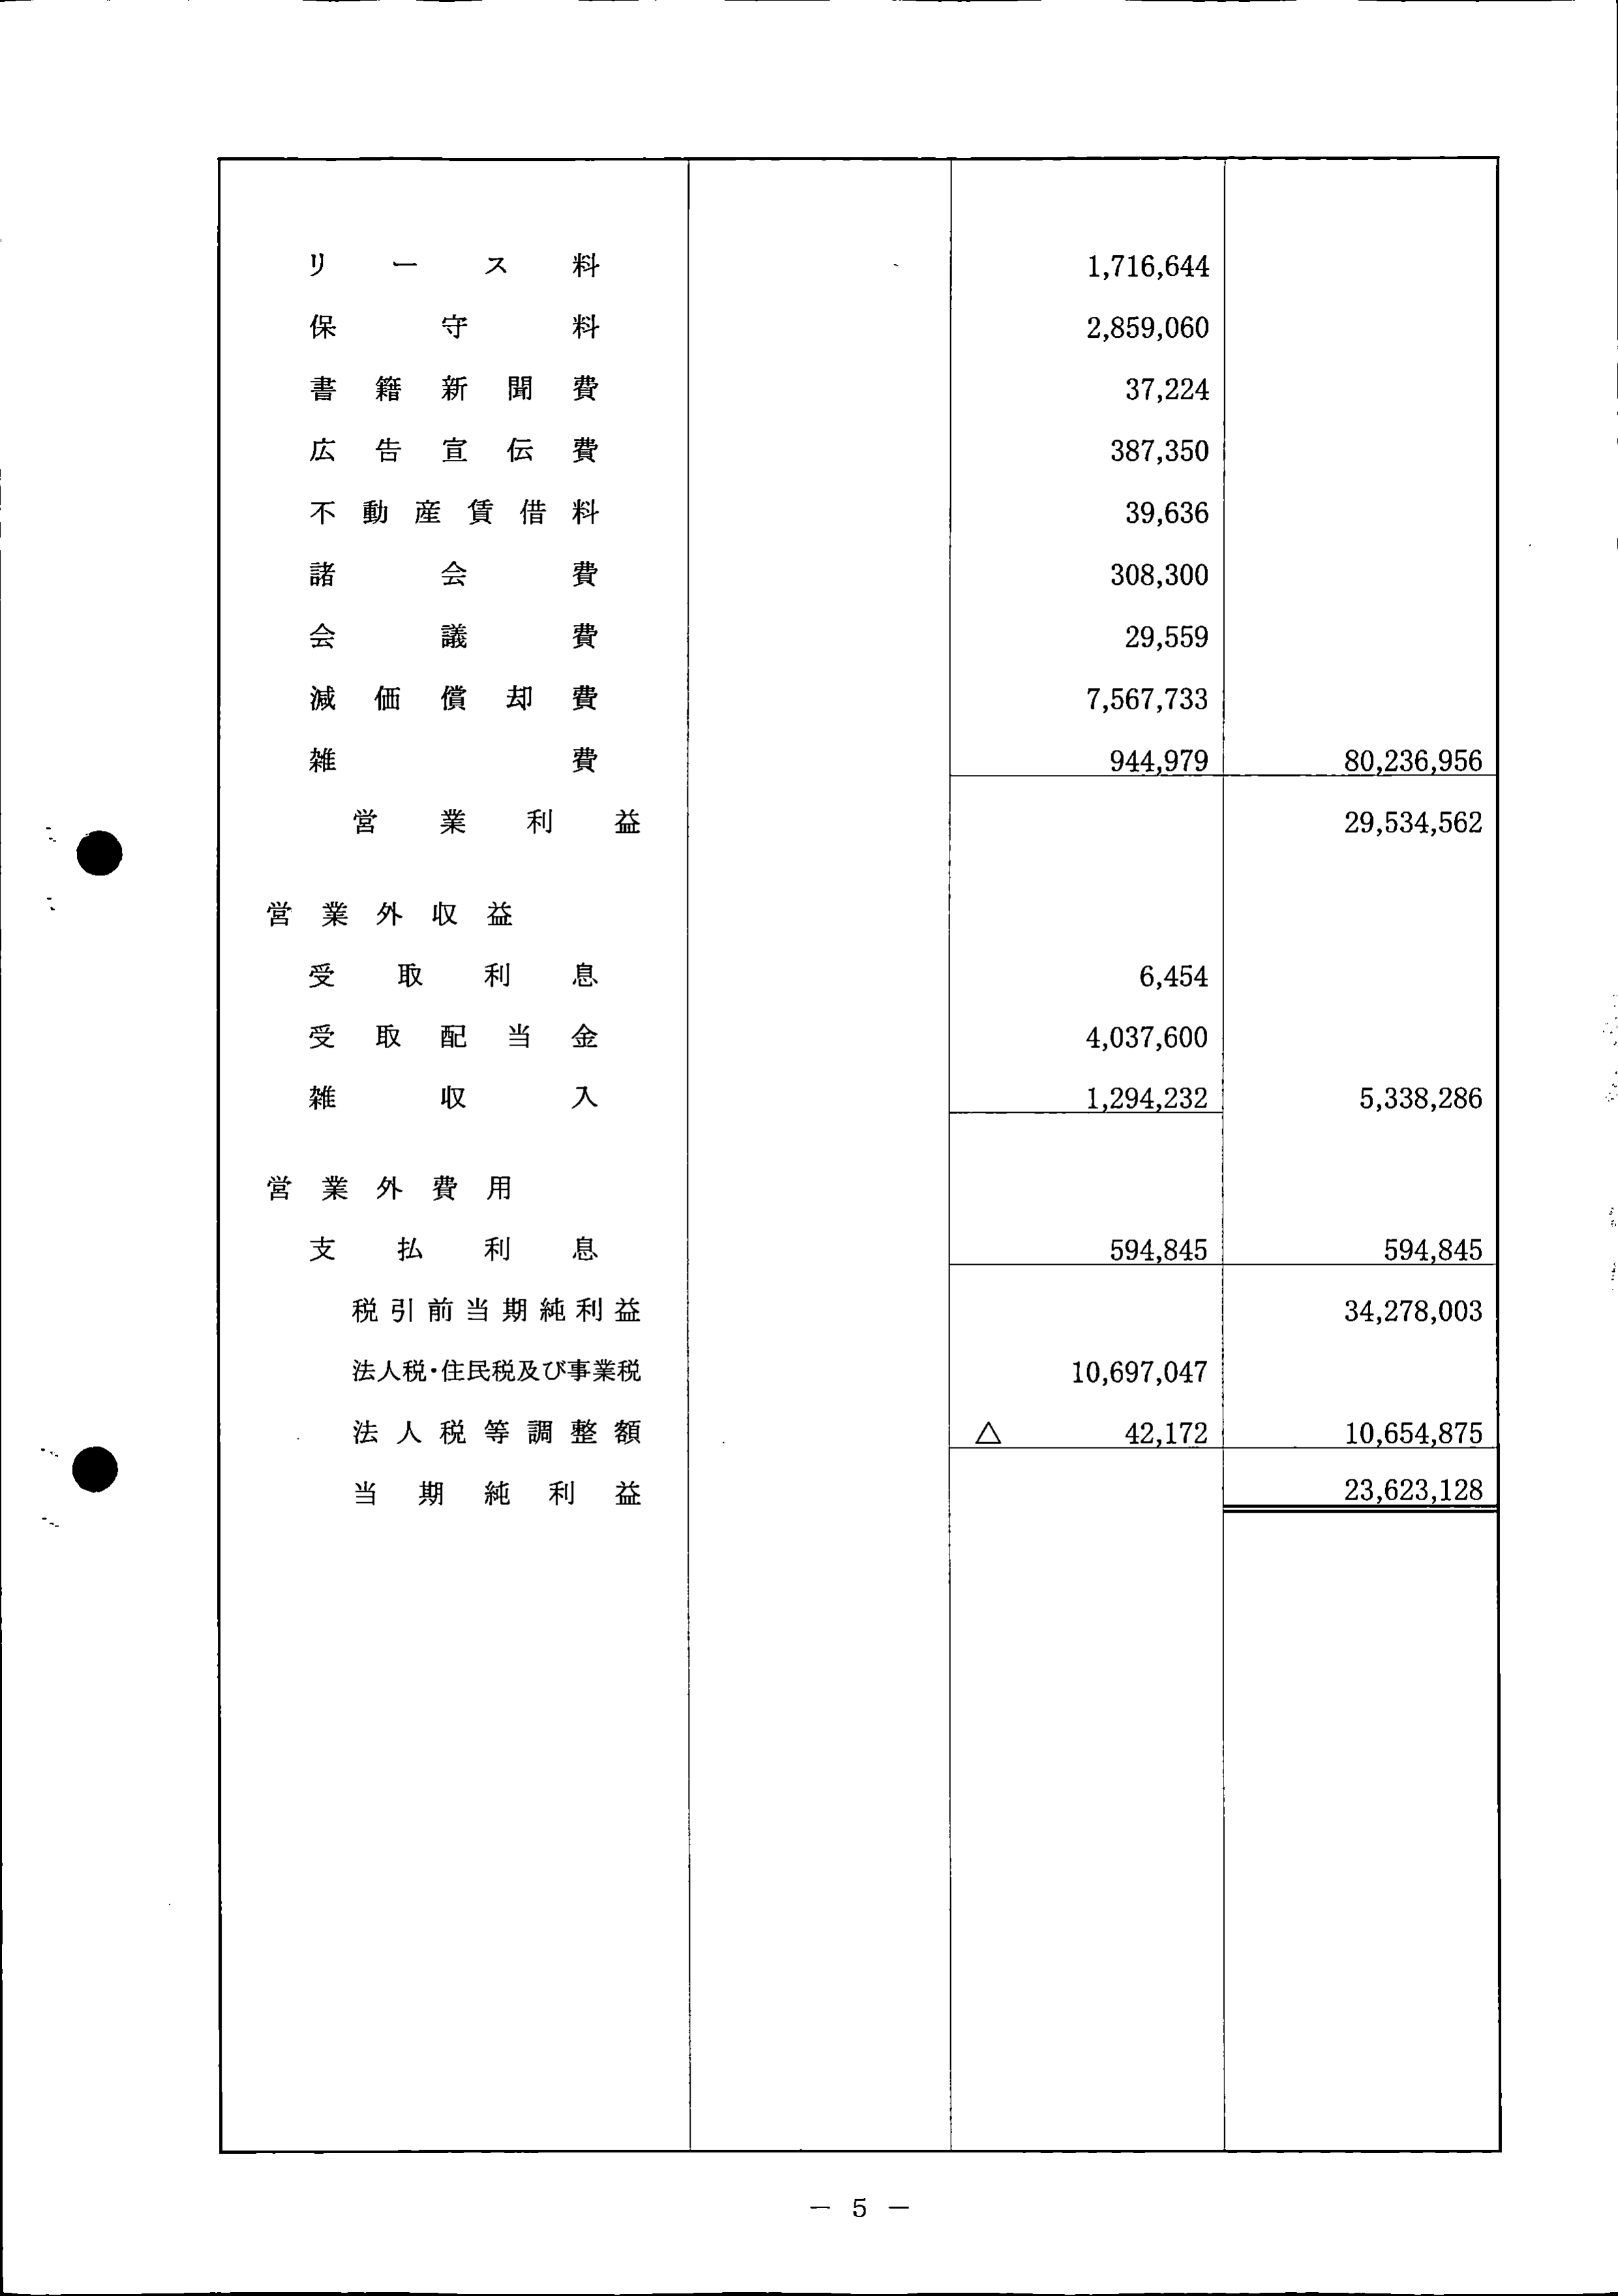 リース料 1,716,644
保守料 2,859,060
書籍新聞費 37,224
広告宣伝費 387,350
不動産賃借料 39,636
諸会費 308,300
会議費 29,559
減価償却費 7,567,733
雑費 944,979 80,236,956
営業利益 29,534,562
営業外収益
受取利息 6,454
受取配当金 4,037,600
雑収入 1,294,232 5,338,286
営業外費用
支払利息 594,845 594,845
税引前当期純利益 34,278,003
法人税・住民税及び事業税 10,697,047
法人税等調整額 △ 42,172 10,654,875
当期純利益 23,623,128
— 5 —